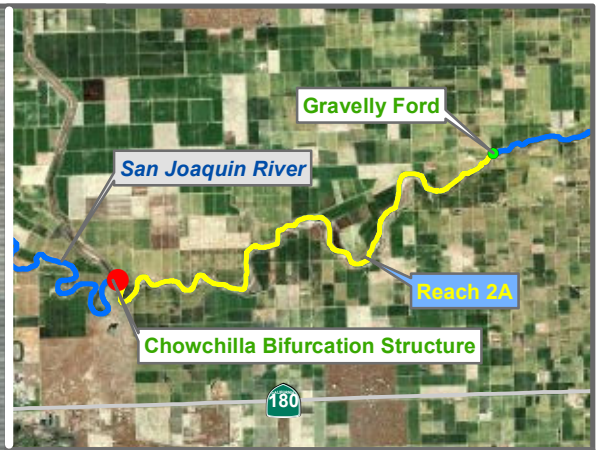 Gravelly Ford
San Joaquin River
Reach 2A
Chowchilla Bifurcation Structure
180